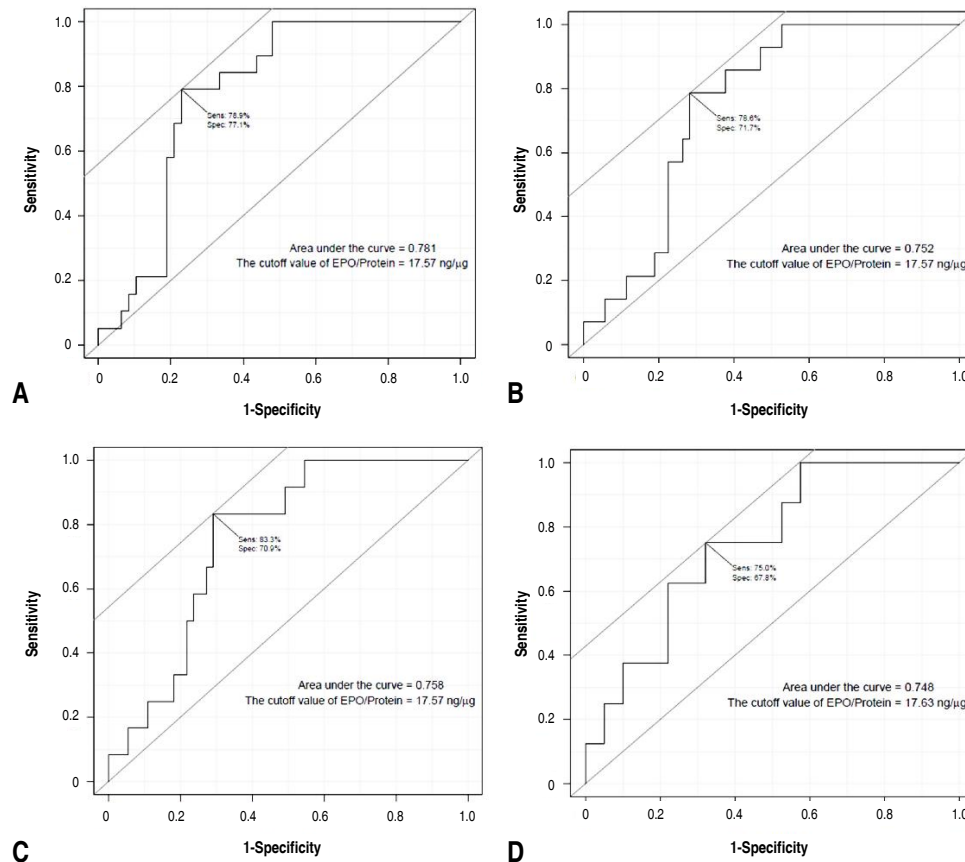 1.0
0.8
0.6
0.4
0.2
0
Sensitivity
Sens: 78.9%
Spec: 77.1%
Area under the curve = 0.781
The cutoff value of EPO/Protein = 17.57 ng/µg
0 0.2 0.4 0.6 0.8 1.0
1-Specificity
A
1.0
0.8
0.6
0.4
0.2
0
Sensitivity
Sens: 78.6%
Spec: 71.7%
Area under the curve = 0.752
The cutoff value of EPO/Protein = 17.57 ng/µg
0 0.2 0.4 0.6 0.8 1.0
1-Specificity
B
1.0
0.8
0.6
0.4
0.2
0
Sensitivity
Sens: 83.3%
Spec: 70.9%
Area under the curve = 0.758
The cutoff value of EPO/Protein = 17.57 ng/µg
0 0.2 0.4 0.6 0.8 1.0
1-Specificity
C
1.0
0.8
0.6
0.4
0.2
0
Sensitivity
Sens: 75.0%
Spec: 67.8%
Area under the curve = 0.748
The cutoff value of EPO/Protein = 17.63 ng/µg
0 0.2 0.4 0.6 0.8 1.0
1-Specificity
D